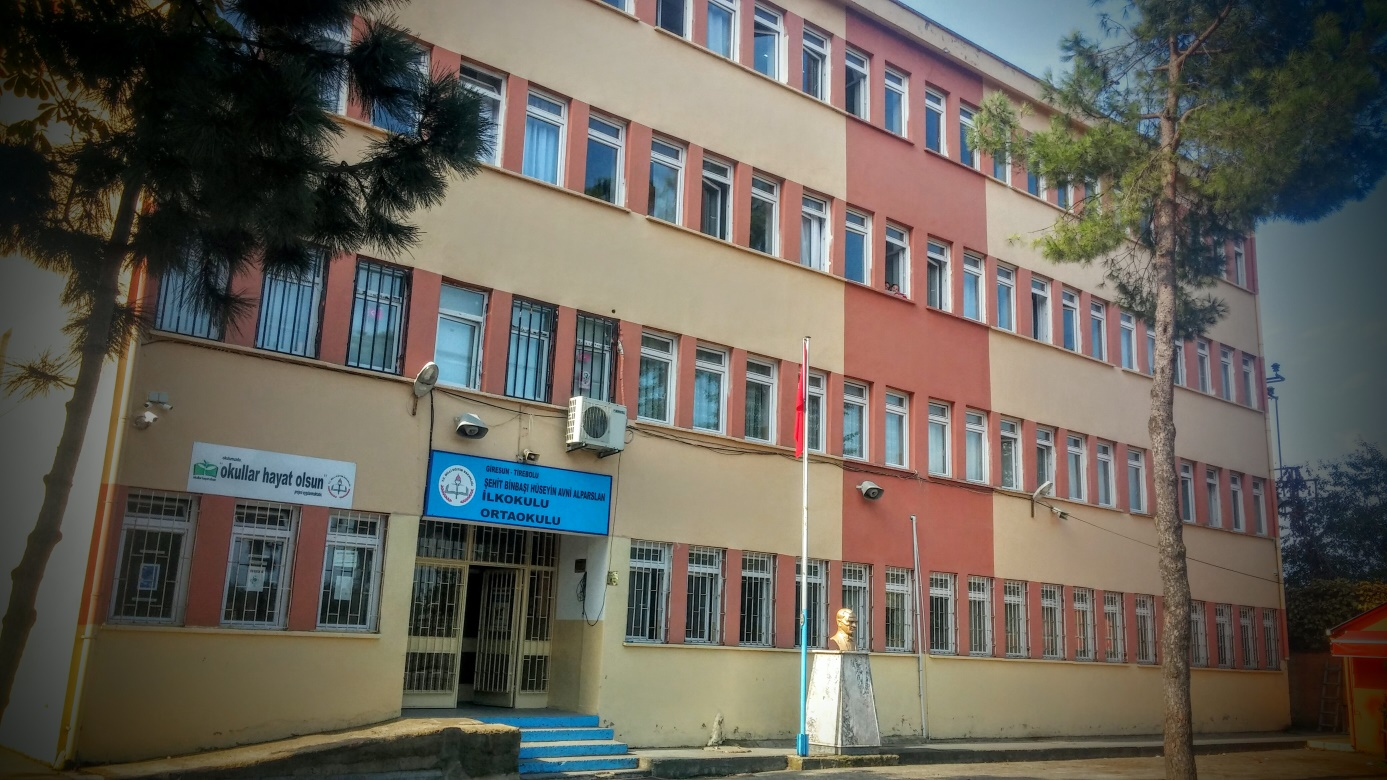 okullar hayat olsun"
GİRESUN - TİREBOLU
ŞEHİT BİNBAŞI HÜSEYİN AVNİ ALPARSLAN
İLKOKULU
ORTAOKULU